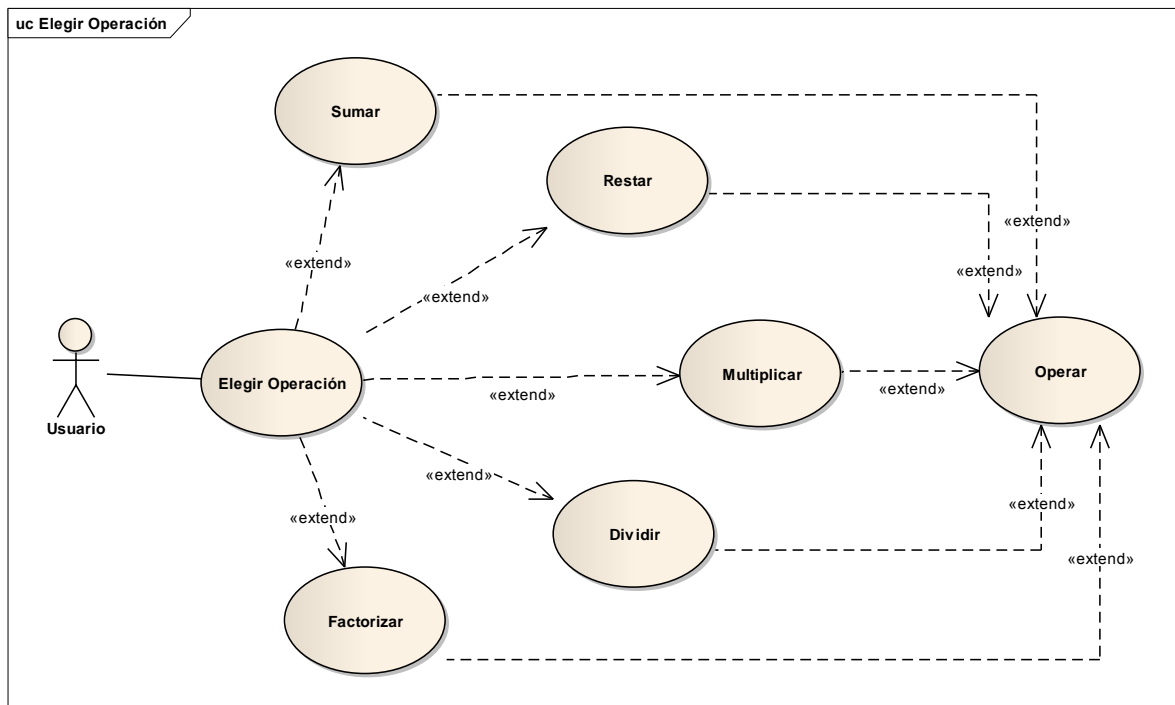 uc Elegir Operación
Sumar
Restar
«extend»
«extend»
«extend»
«extend»
Usuario
Elegir Operación
«extend»
Multiplicar
«extend»
Operar
«extend»
«extend»
Dividir
«extend»
«extend»
Factorizar